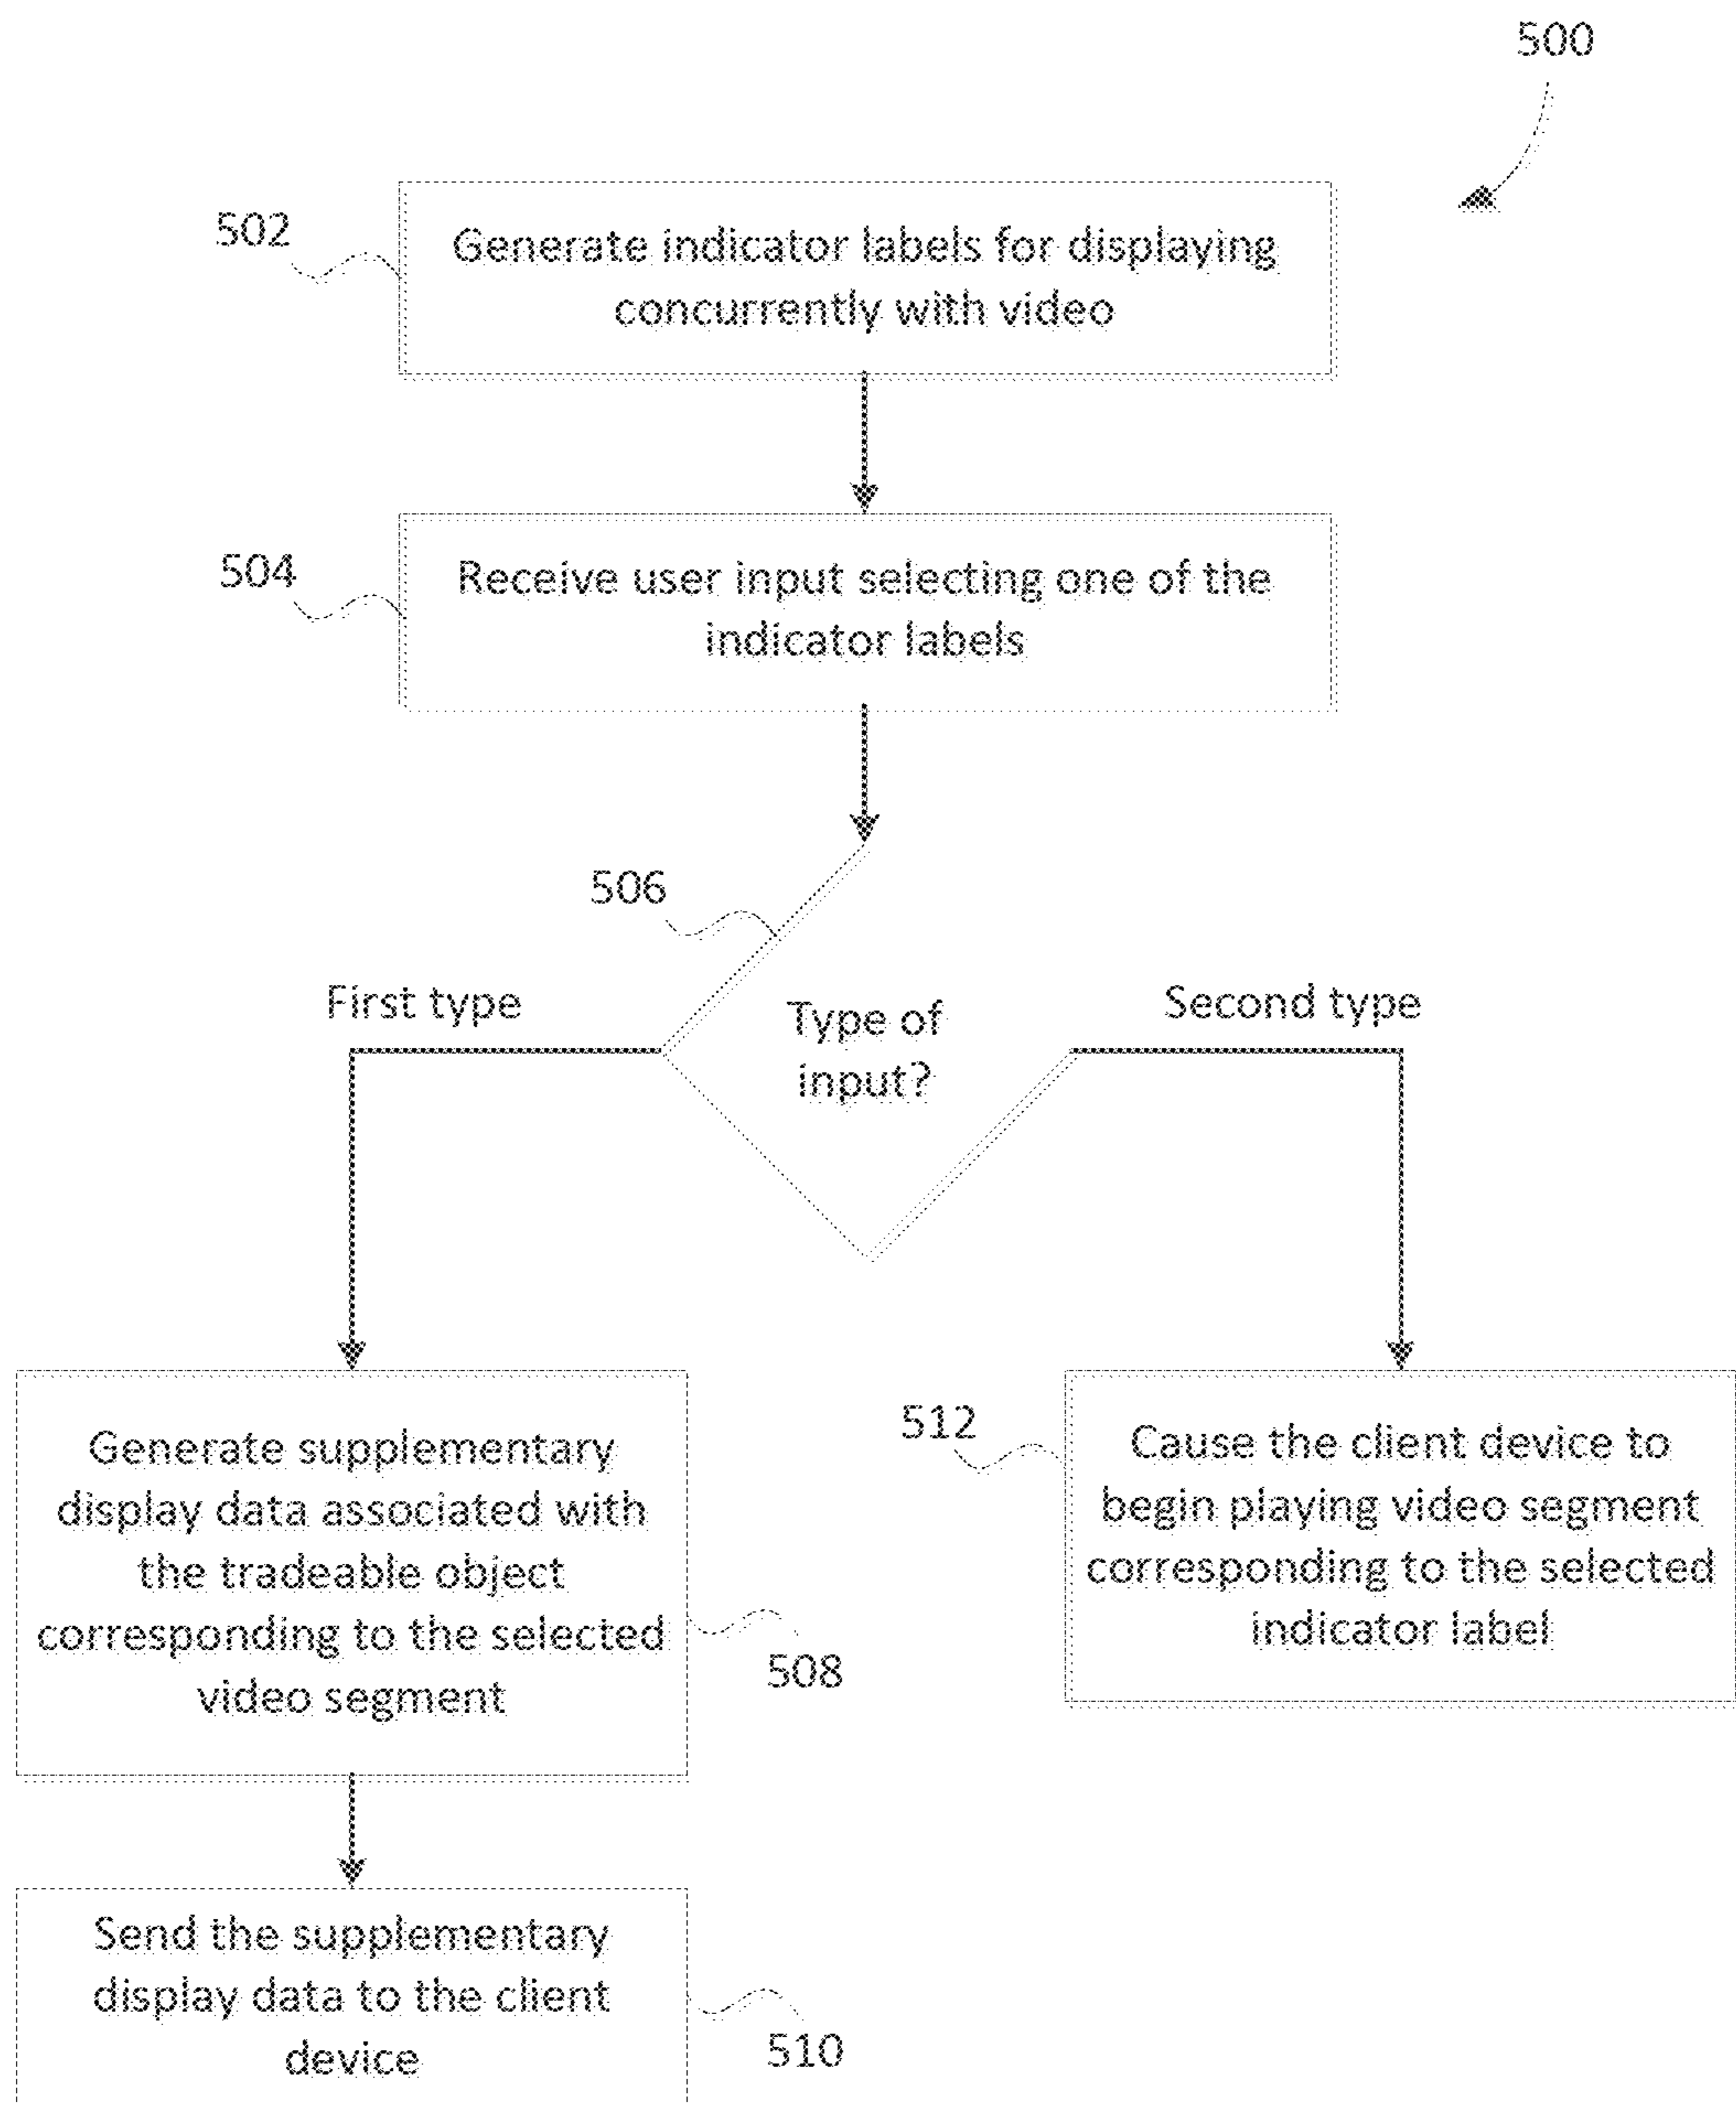 500
502
Generate indicator labels for displaying
concurrently with video
504
Receive user input selecting one of the
indicator labels
506
First type
Type of
input?
Second type
Generate supplementary
display data associated with
the tradeable object
corresponding to the selected
video segment
508
512
Cause the client device to
begin playing video segment
corresponding to the selected
indicator label
Send the supplementary
display data to the client
device
510